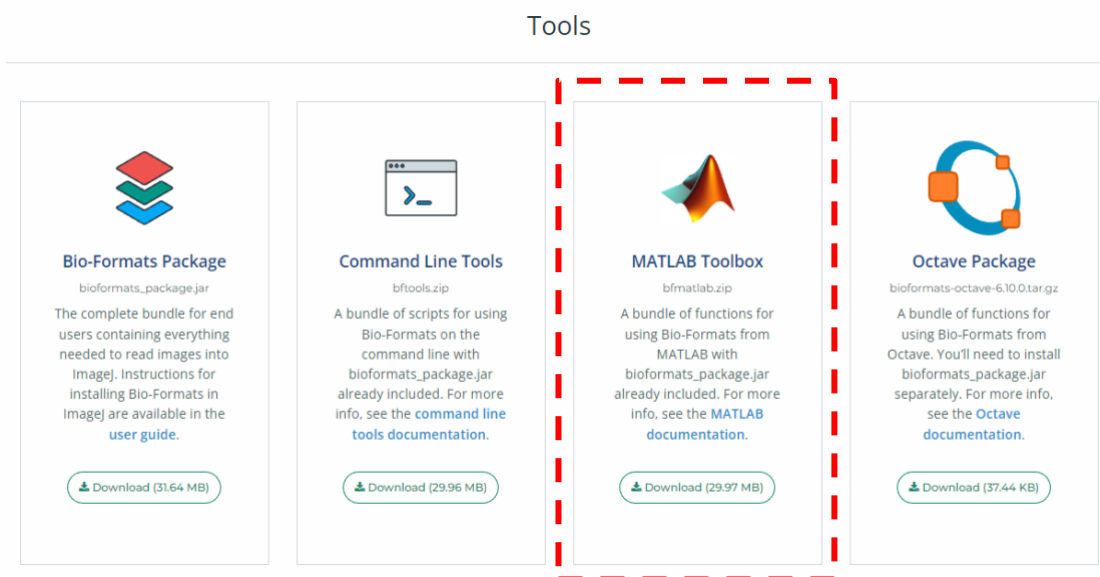 Tools
Bio-Formats Package
bioformats_package.jar
The complete bundle for end
users containing everything
needed to read images into
ImageJ. Instructions for
installing Bio-Formats in
ImageJ are available in the
user guide.
Download (31.64 MB)
Command Line Tools
bftools.zip
A bundle of scripts for using
Bio-Formats on the
command line with
bioformats_package.jar
already included. For more
info, see the command line
tools documentation.
Download (29.96 MB)
MATLAB Toolbox
bfmatlab.zip
A bundle of functions for
using Bio-Formats from
MATLAB with
bioformats_package.jar
already included. For more
info, see the MATLAB
documentation.
Download (29.97 MB)
Octave Package
bioformats-octave-6.10.0.tar.gz
A bundle of functions for
using Bio-Formats from
Octave. You'll need to install
bioformats_package.jar
separately. For more info,
see the Octave
documentation.
Download (37.44 KB)